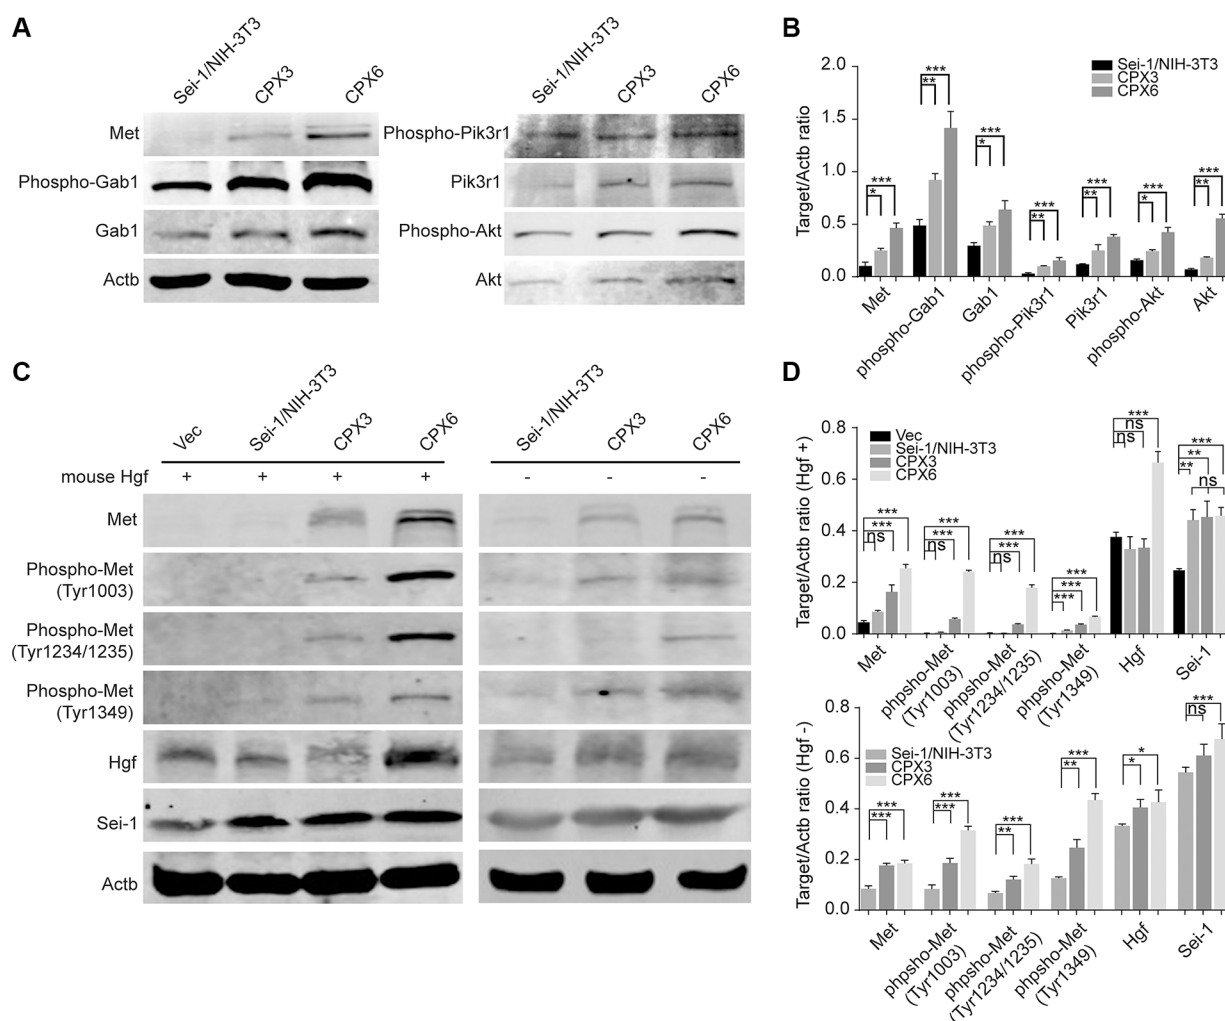 A
Sei-1/NIH-3T3
CPX3
CPX6
Met
Phospho-Gab1
Gab1
Actb
Sei-1/NIH-3T3
CPX3
CPX6
Phospho-Pik3r1
Pik3r1
Phospho-Akt
Akt
B
Sei-1/NIH-3T3
CPX3
CPX6
Target/Actb ratio
2.0
1.5
1.0
0.5
0.0
*
***
**
***
*
***
**
***
**
***
*
***
**
***
Met
phospho-Gab1
Gab1
phospho-Pik3r1
Pik3r1
phospho-Akt
Akt
C
Vec
Sei-1/NIH-3T3
CPX3
CPX6
Sei-1/NIH-3T3
CPX3
CPX6
mouse Hgf + + + + - - -
Met
Phospho-Met
(Tyr1003)
Phospho-Met
(Tyr1234/1235)
Phospho-Met
(Tyr1349)
Hgf
Sei-1
Actb
D
Vec
Sei-1/NIH-3T3
CPX3
CPX6
Target/Actb ratio (Hgf +)
0.8
0.6
0.4
0.2
0.0
***
***
ns
***
***
ns
***
***
ns
***
***
***
***
ns
ns
***
**
**
ns
Met
phpsho-Met
(Tyr1003)
phpsho-Met
(Tyr1234/1235)
phpsho-Met
(Tyr1349)
Hgf
Sei-1
Sei-1/NIH-3T3
CPX3
CPX6
Target/Actb ratio (Hgf -)
0.8
0.6
0.4
0.2
0.0
***
***
***
***
***
**
***
**
*
*
***
ns
Met
phpsho-Met
(Tyr1003)
phpsho-Met
(Tyr1234/1235)
phpsho-Met
(Tyr1349)
Hgf
Sei-1